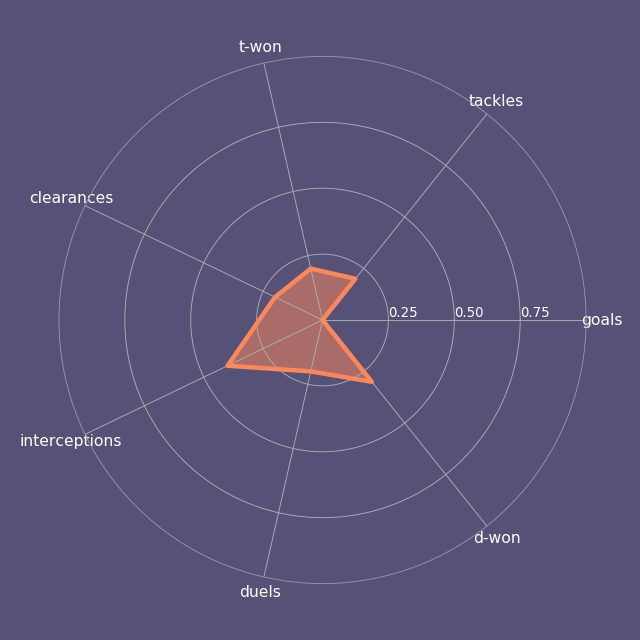 t-won
tackles
clearances
0.25 0.50 0.75
goals
interceptions
d-won
duels